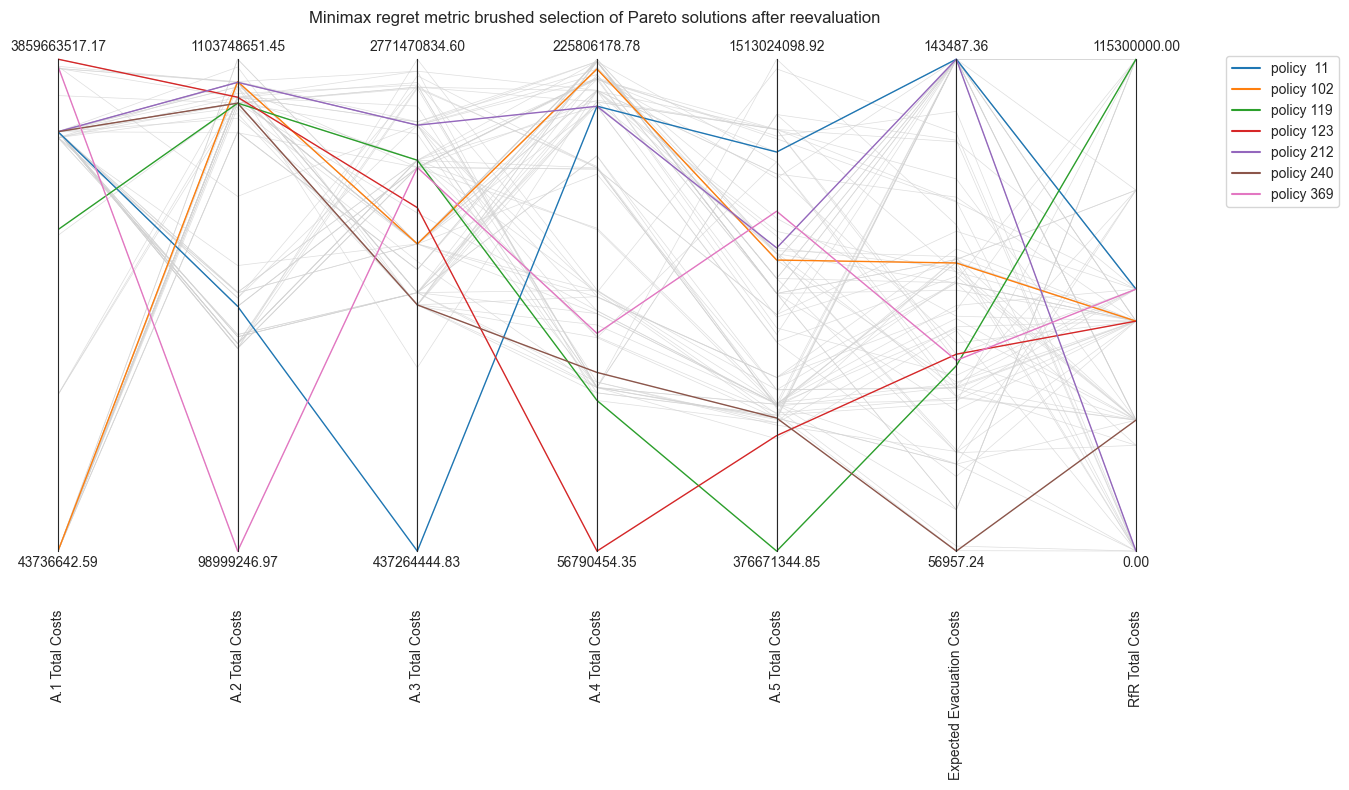 Minimax regret metric brushed selection of Pareto solutions after reevaluation
3859663517.17
1103748651.45
2771470834.60
225806178.78
1513024098.92
143487.36
115300000.00
policy 11
policy 102
policy 119
policy 123
policy 212
policy 240
policy 369
43736642.59
989999246.97
437264444.83
56790454.35
376671344.85
56957.24
0.00
A.1 Total Costs
A.2 Total Costs
A.3 Total Costs
A.4 Total Costs
A.5 Total Costs
Expected Evacuation Costs
RfR Total Costs